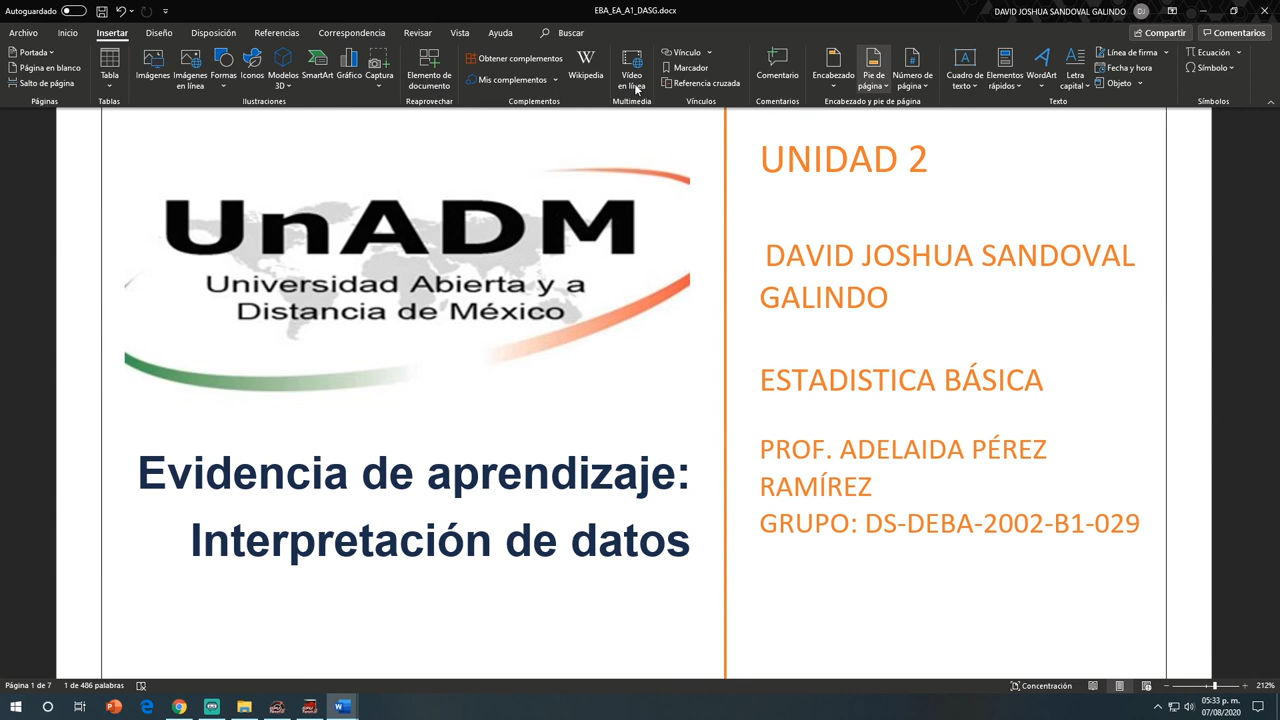 Autoguardado
EBA_EA_A1_DASG.docx
DAVID JOSHUA SANDOVAL GALINDO
DJ
Archivo
Inicio
Insertar
Diseño
Disposición
Referencias
Correspondencia
Revisar
Vista
Ayuda
Buscar
Compartir
Comentarios
Portada
Página en blanco
Salto de página
Páginas
Tabla
Tablas
Imágenes
Imágenes en línea
Formas
Iconos
Modelos 3D
SmartArt
Gráfico
Captura
Ilustraciones
Elemento de documento
Reaprovechar
Obtener complementos
Mis complementos
Wikipedia
Complementos
Vídeo en línea
Multimedia
Vínculo
Marcador
Referencia cruzada
Vínculos
Comentario
Comentarios
Encabezado
Pie de página
Número de página
Encabezado y pie de página
Cuadro de texto
Elementos rápidos
WordArt
Letra capital
Línea de firma
Fecha y hora
Objeto
Texto
Ecuación
Símbolo
Símbolos
UnADM
Universidad Abierta y a
Distancia de México
Evidencia de aprendizaje:
Interpretación de datos
UNIDAD 2
DAVID JOSHUA SANDOVAL
GALINDO
ESTADISTICA BÁSICA
PROF. ADELAIDA PÉREZ
RAMÍREZ
GRUPO: DS-DEBA-2002-B1-029
Página 1 de 7
1 de 486 palabras
Concentración
212%
05:33 p. m.
07/08/2020